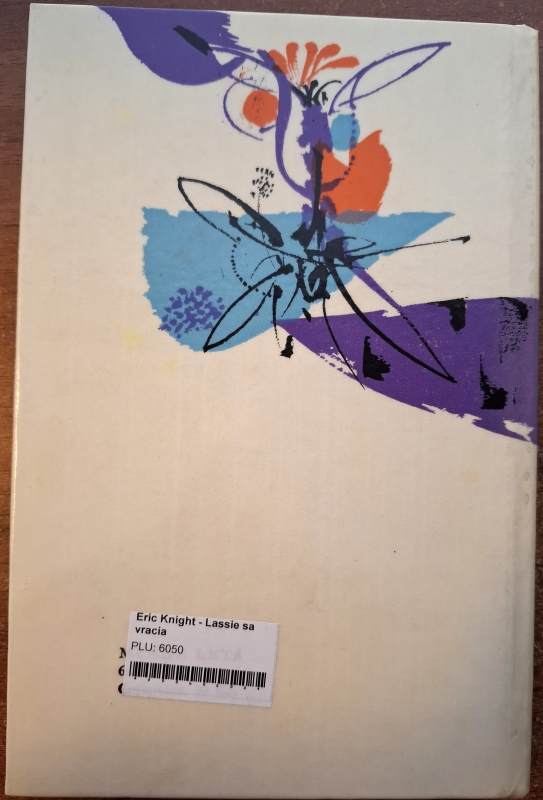 Eric Knight - Lassie sa
vracia
PLU: 6050